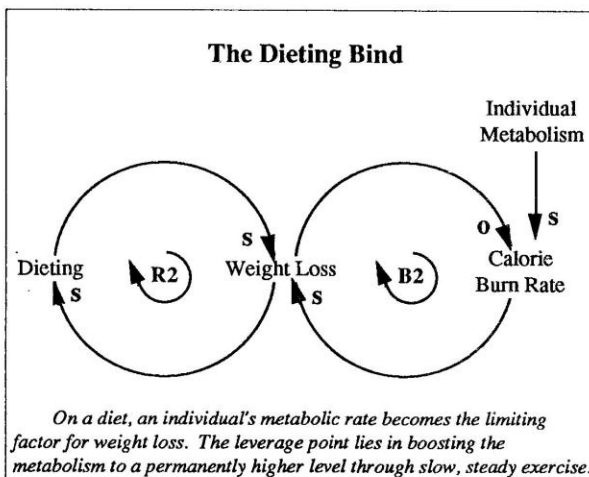 The Dieting Bind
Individual
Metabolism
S
O
S
Dieting
R2
Weight Loss
B2
Calorie
Burn Rate
S
S
On a diet, an individual's metabolic rate becomes the limiting
factor for weight loss. The leverage point lies in boosting the
metabolism to a permanently higher level through slow, steady exercise.